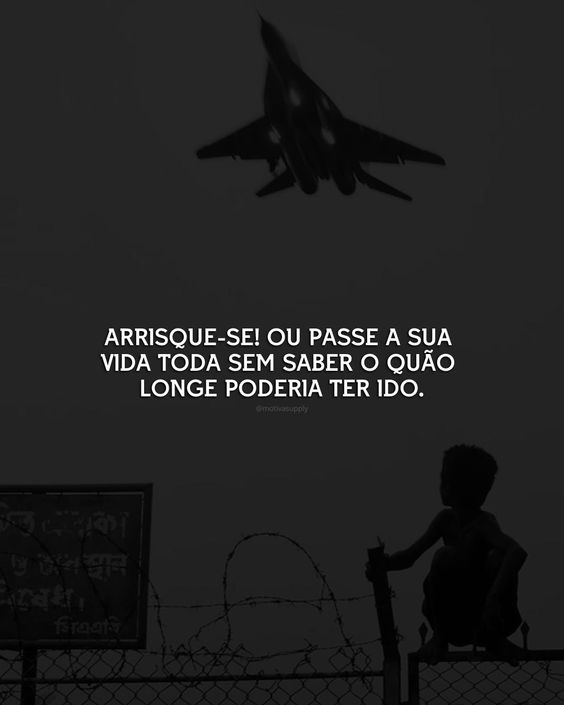 ARRISQUE-SE! OU PASSE A SUA
VIDA TODA SEM SABER O QUÃO
LONGE PODERIA TER IDO.
@motivasupply